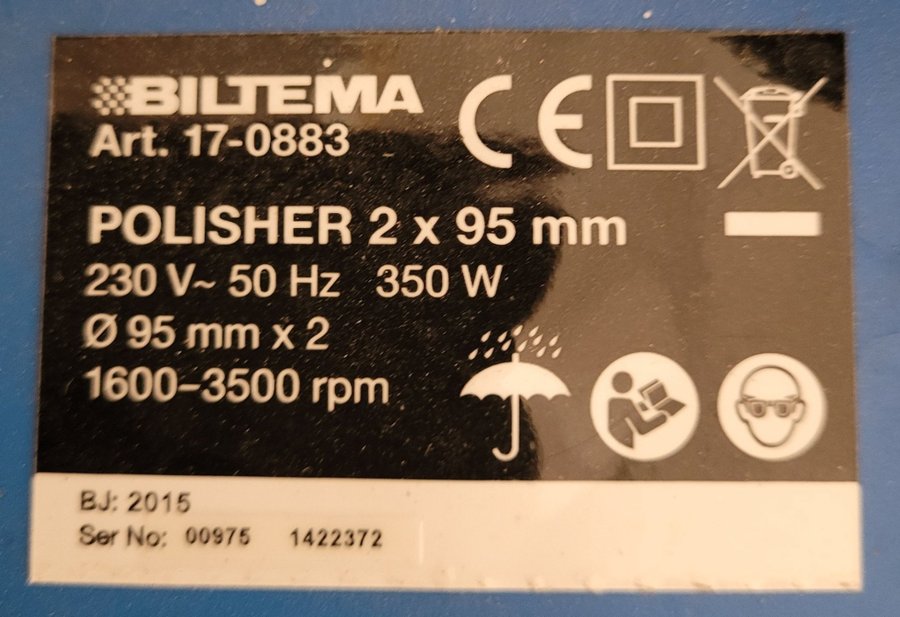 BILTEMA
Art. 17-0883
CE
POLISHER 2 x 95 mm
230 V~ 50 Hz 350 W
Ø 95 mm x 2
1600–3500 rpm
BJ: 2015
Ser No: 00975 1422372